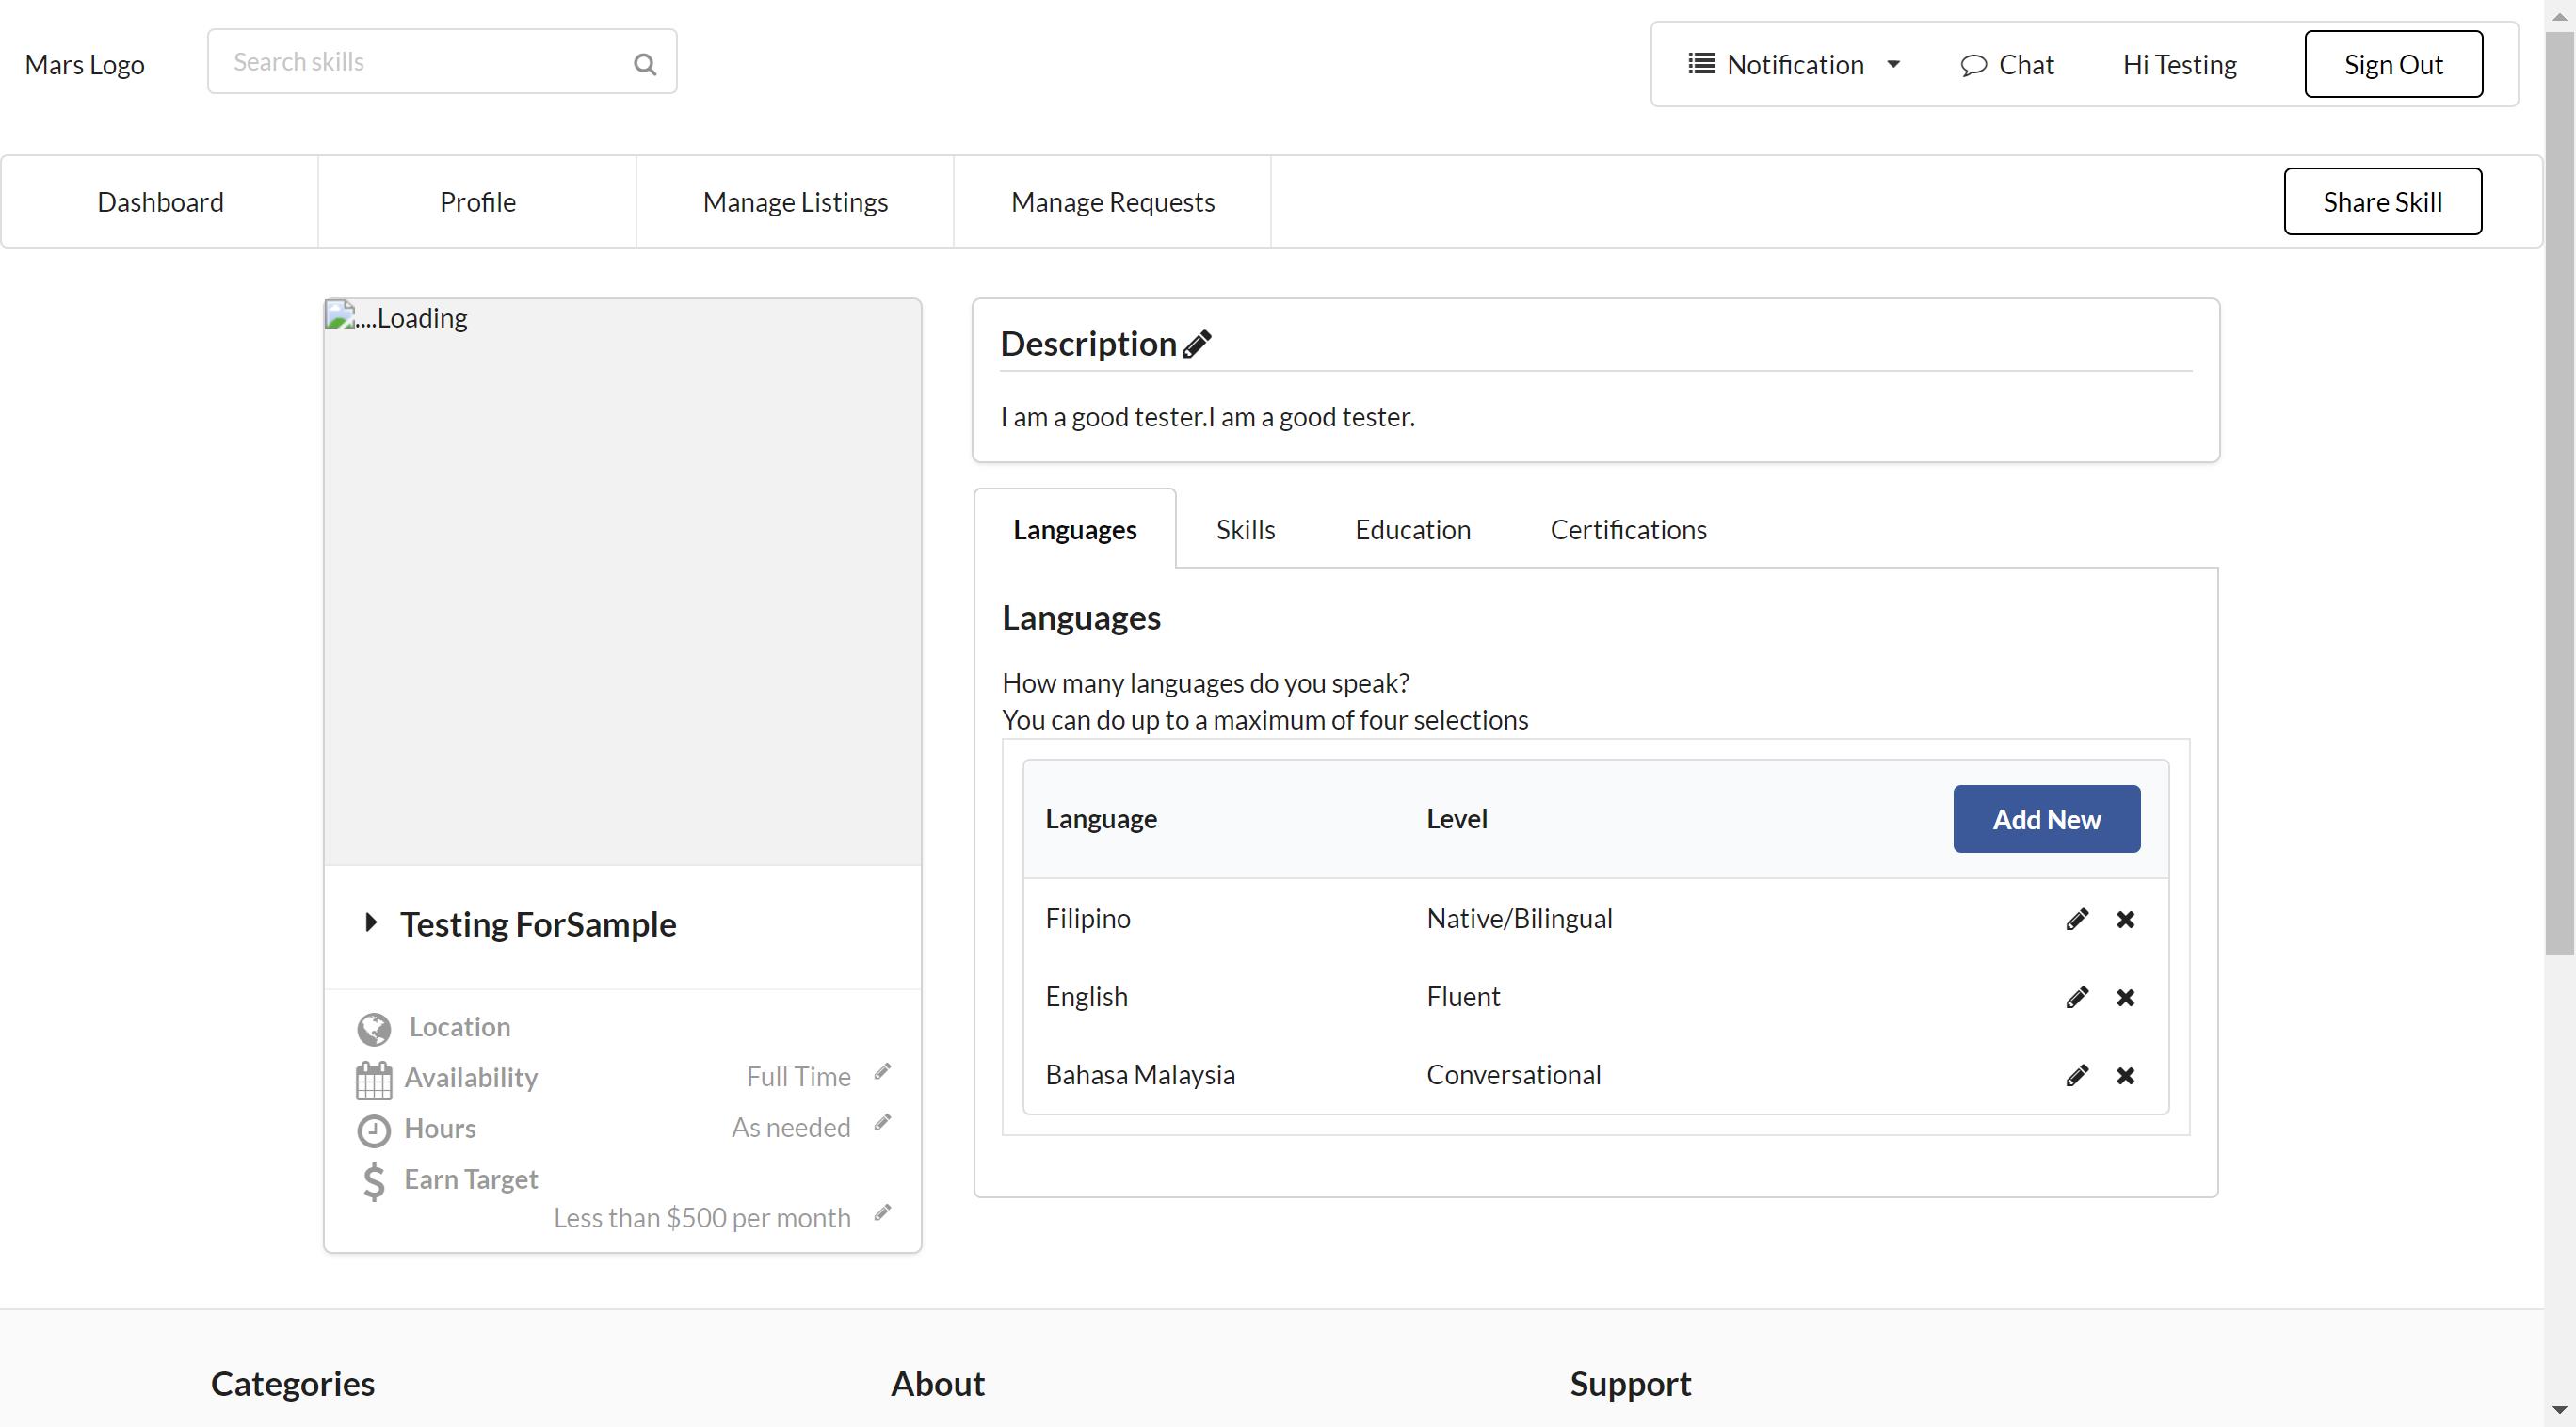 Mars Logo
Search skills
Notification
Chat
Hi Testing
Sign Out
Dashboard
Profile
Manage Listings
Manage Requests
Share Skill
....Loading
Testing ForSample
Location
Availability
Full Time
Hours
As needed
Earn Target
Less than $500 per month
Description
I am a good tester.I am a good tester.
Languages
Skills
Education
Certifications
Languages
How many languages do you speak?
You can do up to a maximum of four selections
Language
Level
Add New
Filipino
Native/Bilingual
English
Fluent
Bahasa Malaysia
Conversational
Categories
About
Support